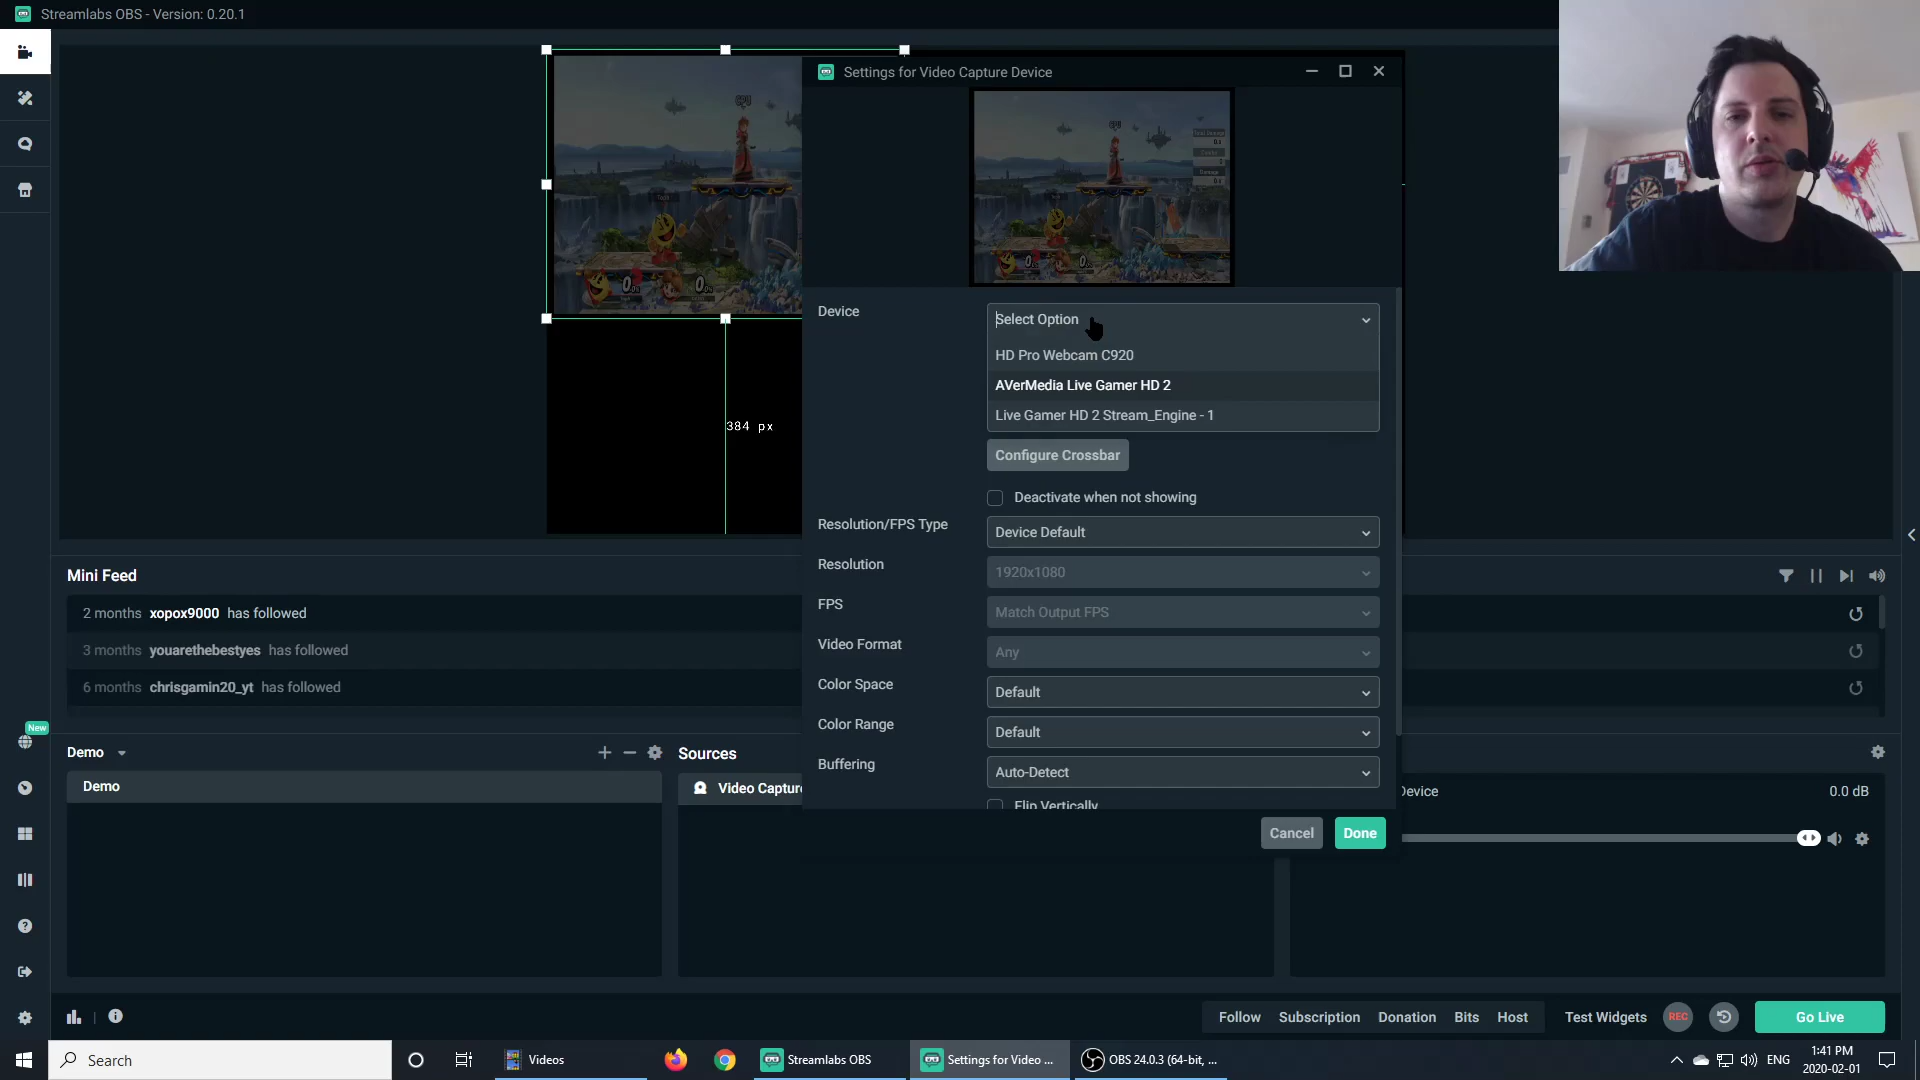 Streamlabs OBS - Version: 0.20.1
Settings for Video Capture Device
CPU
CPU
Device
Select Option
HD Pro Webcam C920
AVerMedia Live Gamer HD 2
Live Gamer HD 2 Stream_Engine - 1
Configure Crossbar
384 px
Deactivate when not showing
Resolution/FPS Type
Device Default
Resolution
1920x1080
FPS
Match Output FPS
Video Format
Any
Color Space
Default
Color Range
Default
Buffering
Auto-Detect
Flip Vertically
Cancel
Done
Mini Feed
2 months xopox9000 has followed
3 months youarethebestyes has followed
6 months chrisgamin20_yt has followed
New
Demo
Sources
Demo
Video Capture
Device
0.0 dB
Follow
Subscription
Donation
Bits
Host
Test Widgets
REC
Go Live
Search
Videos
Streamlabs OBS
Settings for Video ...
OBS 24.0.3 (64-bit, ...
ENG
1:41 PM
2020-02-01